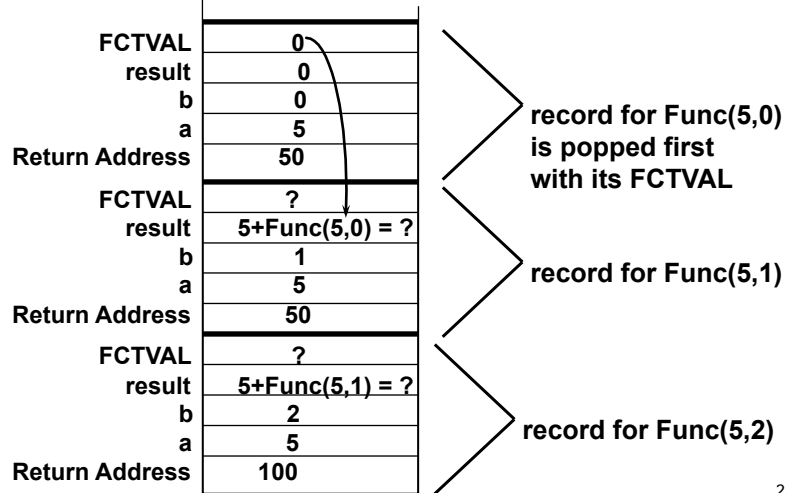 FCTVAL 0
result 0
b 0
a 5
Return Address 50
record for Func(5,0)
is popped first
with its FCTVAL
FCTVAL ?
result 5+Func(5,0) = ?
b 1
a 5
Return Address 50
record for Func(5,1)
FCTVAL ?
result 5+Func(5,1) = ?
b 2
a 5
Return Address 100
record for Func(5,2)
2